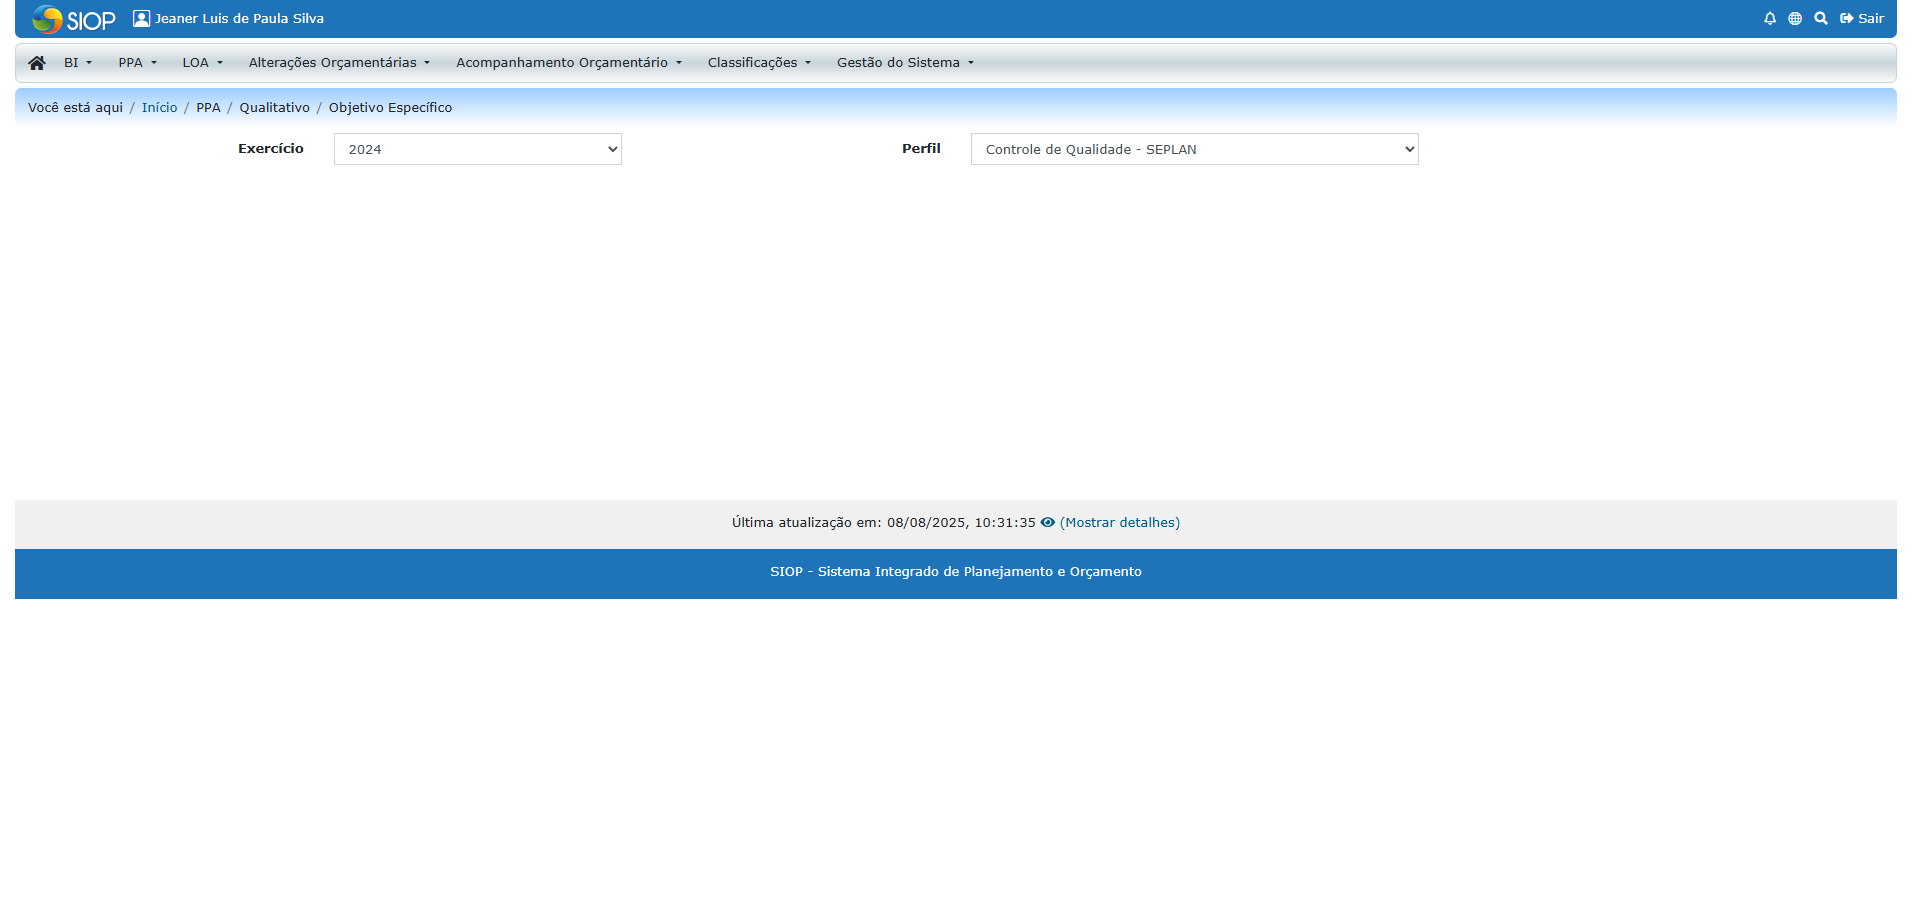 SIOP Jeaner Luis de Paula Silva Sair
BI PPA LOA Alterações Orçamentárias Acompanhamento Orçamentário Classificações Gestão do Sistema
Você está aqui / Início / PPA / Qualitativo / Objetivo Específico
Exercício 2024 Perfil Controle de Qualidade - SEPLAN
Última atualização em: 08/08/2025, 10:31:35 (Mostrar detalhes)
SIOP - Sistema Integrado de Planejamento e Orçamento